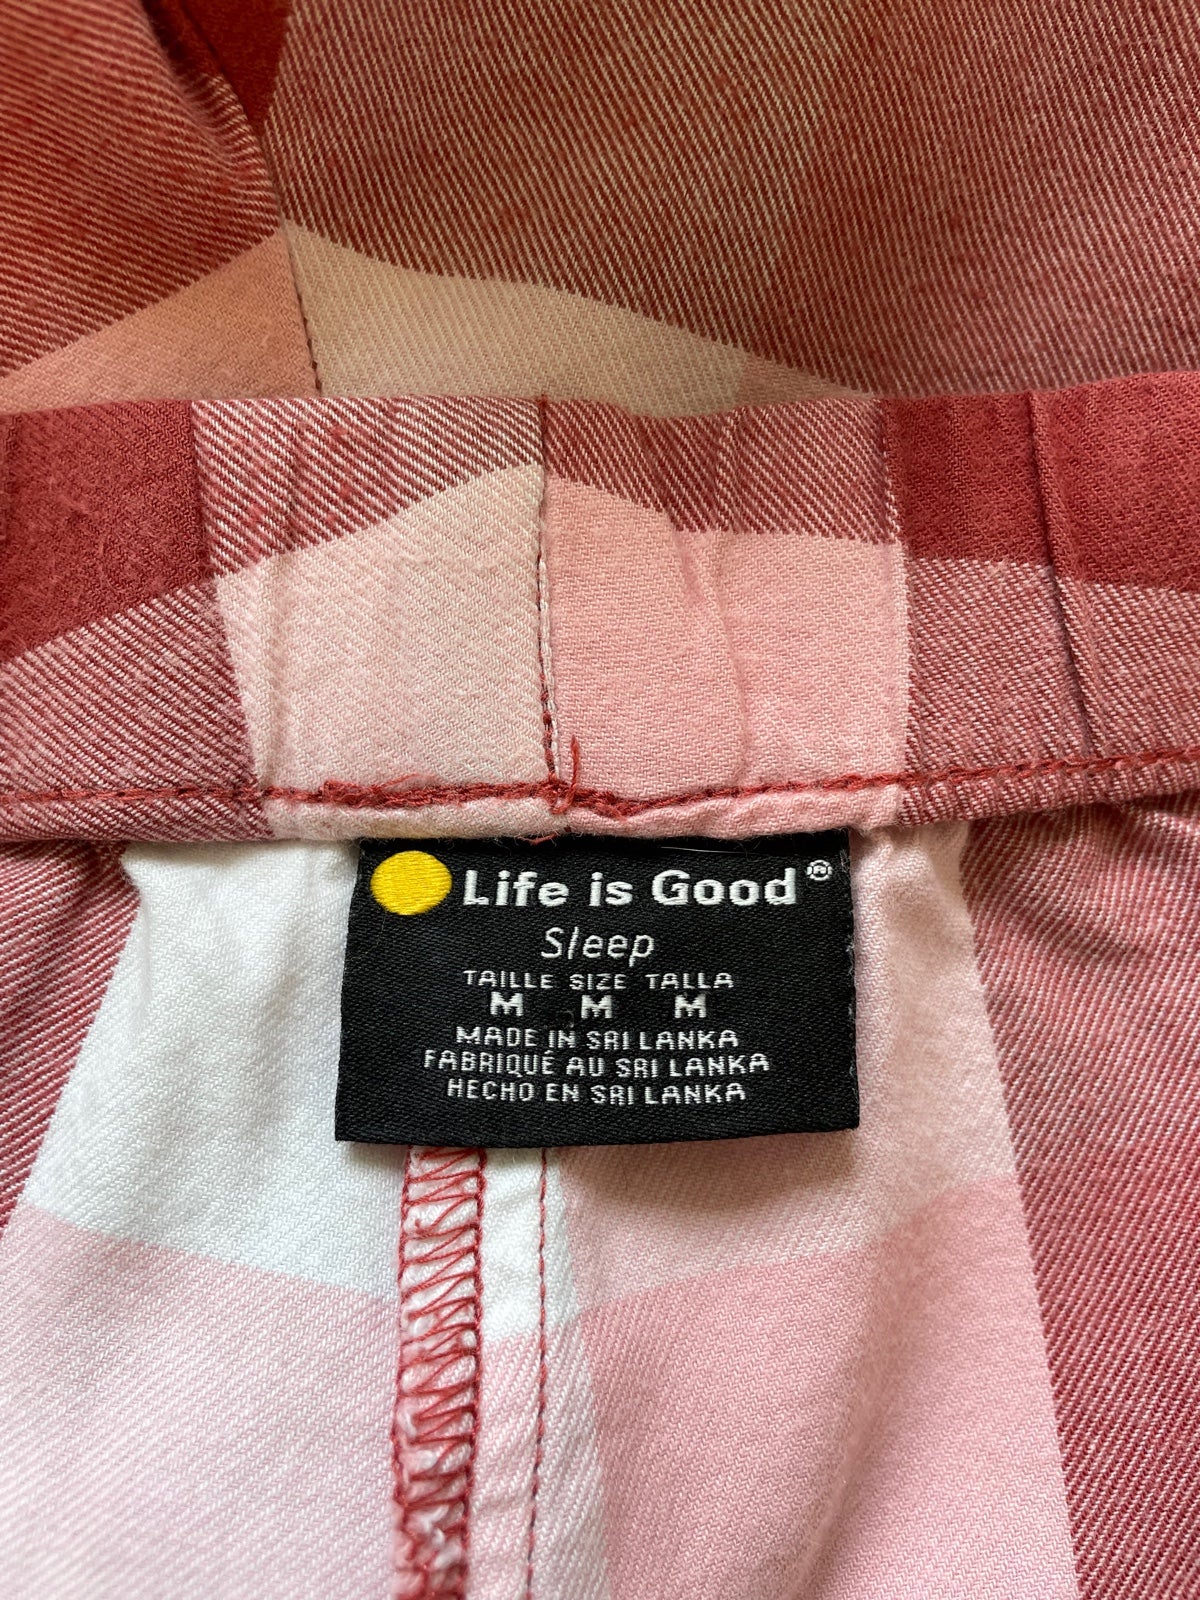 Life is Good®
Sleep
TAILLE SIZE TALLA
M M M
MADE IN SRI LANKA
FABRIQUÉ AU SRI LANKA
HECHO EN SRI LANKA